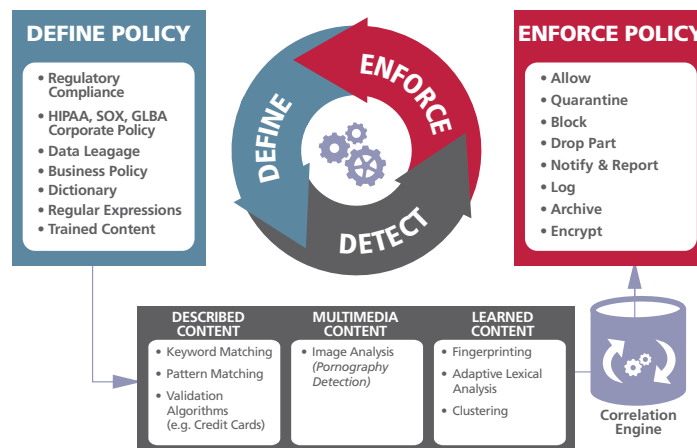 DEFINE POLICY
• Regulatory
Compliance
• HIPAA, SOX, GLBA
Corporate Policy
• Data Leagage
• Business Policy
• Dictionary
• Regular Expressions
• Trained Content
DEFINE
ENFORCE
DETECT
ENFORCE POLICY
• Allow
• Quarantine
• Block
• Drop Part
• Notify & Report
• Log
• Archive
• Encrypt
DESCRIBED
CONTENT
• Keyword Matching
• Pattern Matching
• Validation
Algorithms
(e.g. Credit Cards)
MULTIMEDIA
CONTENT
• Image Analysis
(Pornography
Detection)
LEARNED
CONTENT
• Fingerprinting
• Adaptive Lexical
Analysis
• Clustering
Correlation
Engine